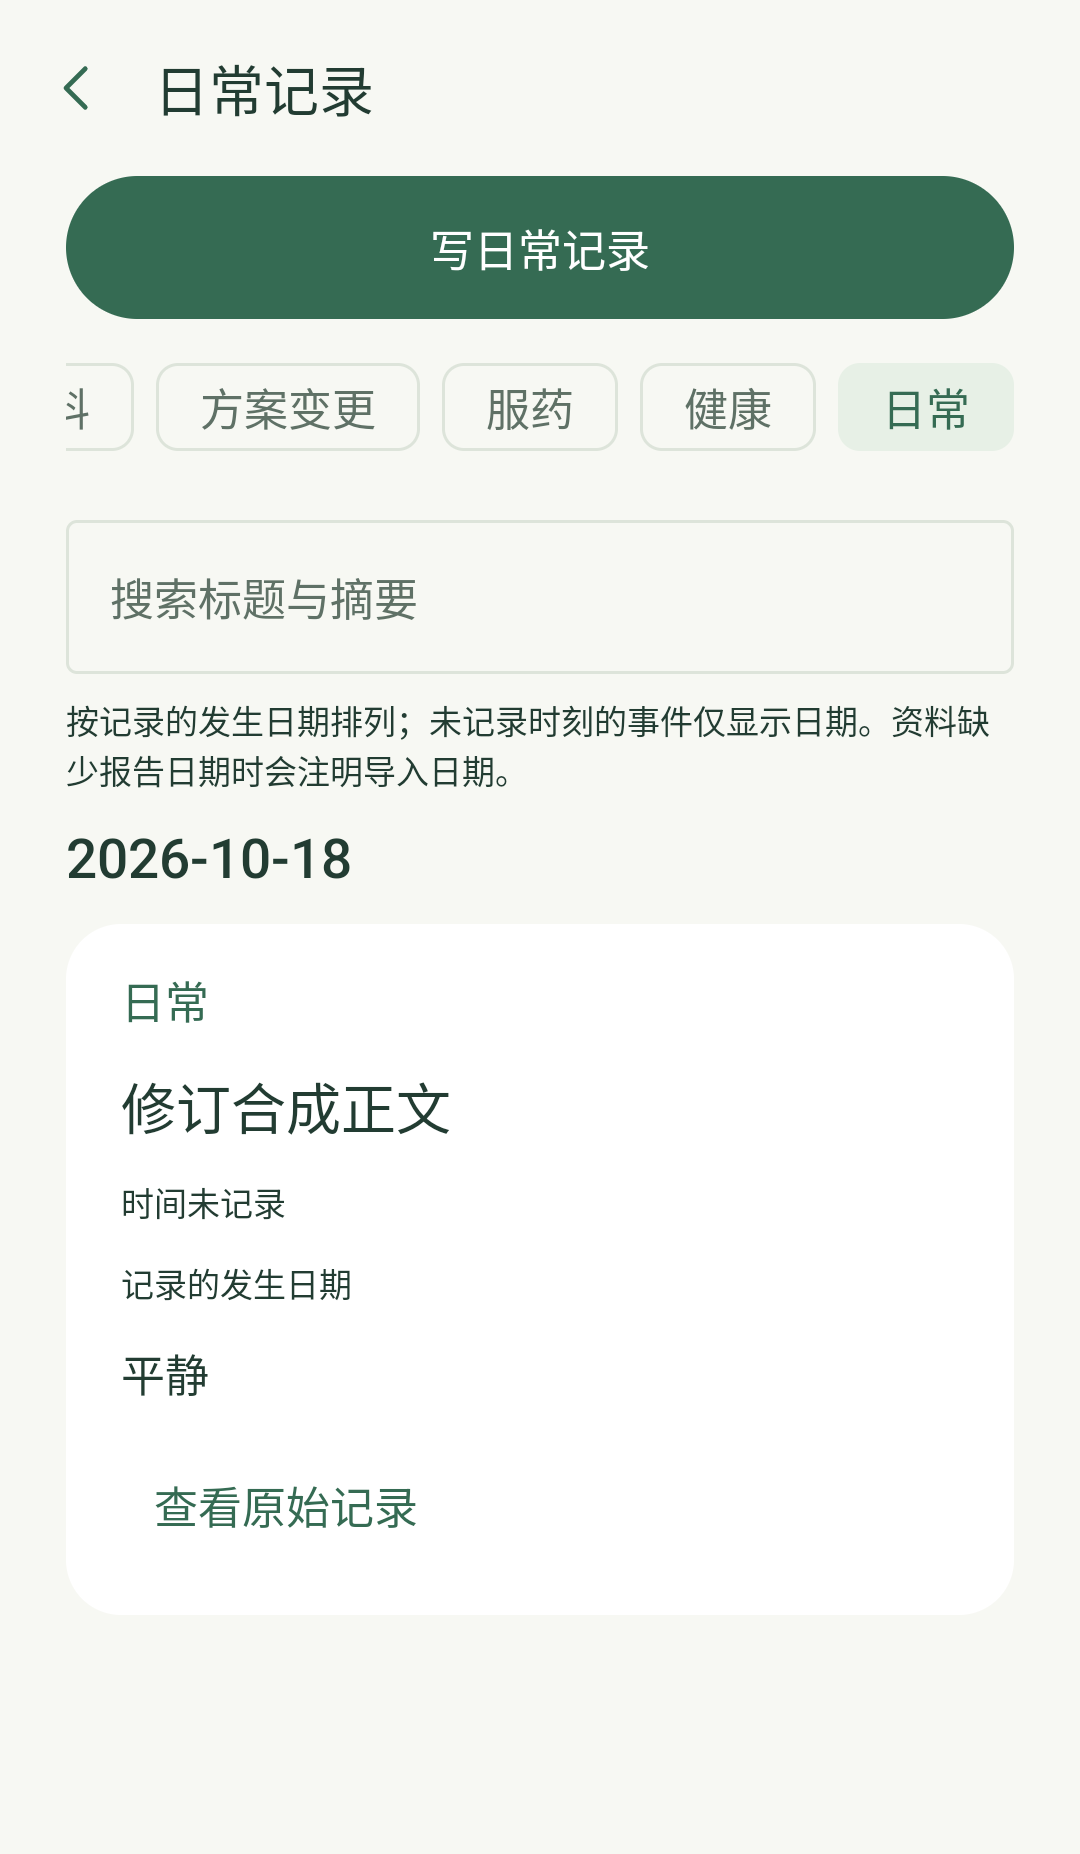 日常记录
写日常记录
方案变更
服药
健康
日常
搜索标题与摘要
按记录的发生日期排列；未记录时刻的事件仅显示日期。资料缺
少报告日期时会注明导入日期。
2026-10-18
日常
修订合成正文
时间未记录
记录的发生日期
平静
查看原始记录